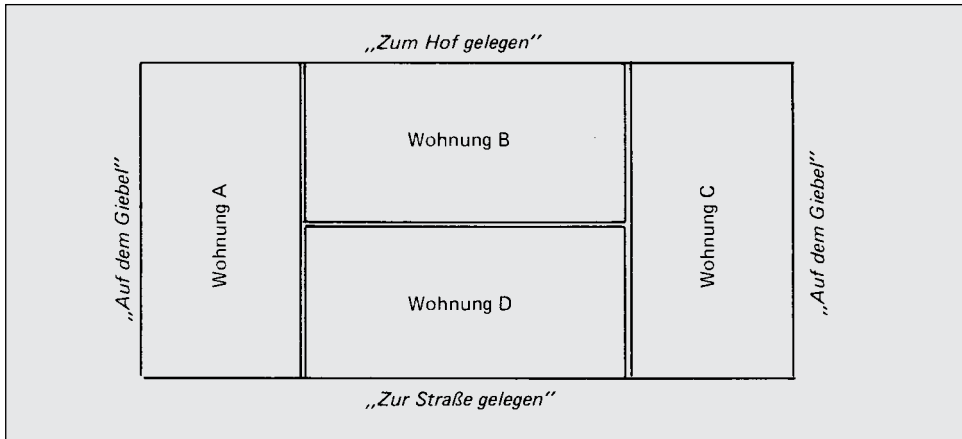 „Zum Hof gelegen”
„Auf dem Giebel”
Wohnung A
Wohnung B
Wohnung C
„Auf dem Giebel”
Wohnung D
„Zur Straße gelegen”